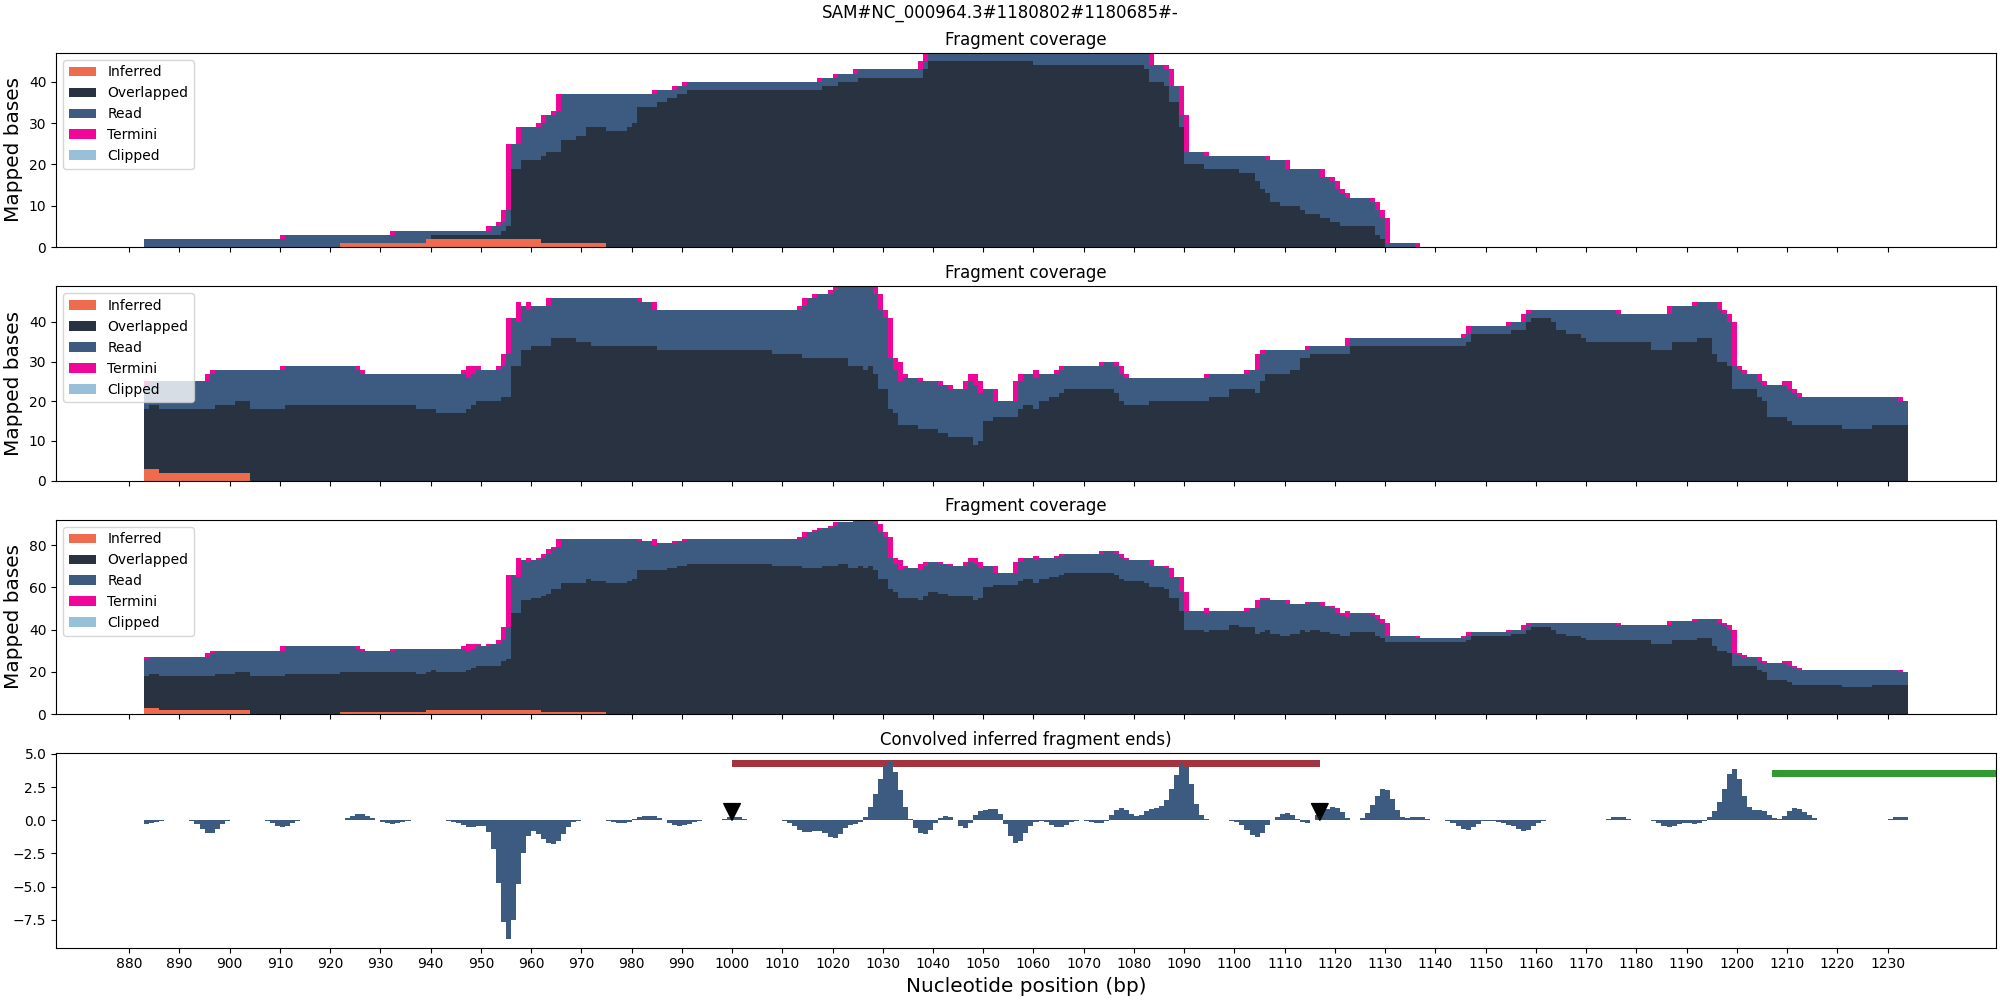 SAM#NC_000964.3#1180802#1180685#-
Fragment coverage
Mapped bases
40
30
20
10
0
Inferred
Overlapped
Read
Termini
Clipped
Fragment coverage
Mapped bases
40
30
20
10
0
Inferred
Overlapped
Read
Termini
Clipped
Fragment coverage
Mapped bases
80
60
40
20
0
Inferred
Overlapped
Read
Termini
Clipped
Convolved inferred fragment ends)
5.0
2.5
0.0
−2.5
−5.0
−7.5
880 890 900 910 920 930 940 950 960 970 980 990 1000 1010 1020 1030 1040 1050 1060 1070 1080 1090 1100 1110 1120 1130 1140 1150 1160 1170 1180 1190 1200 1210 1220 1230
Nucleotide position (bp)